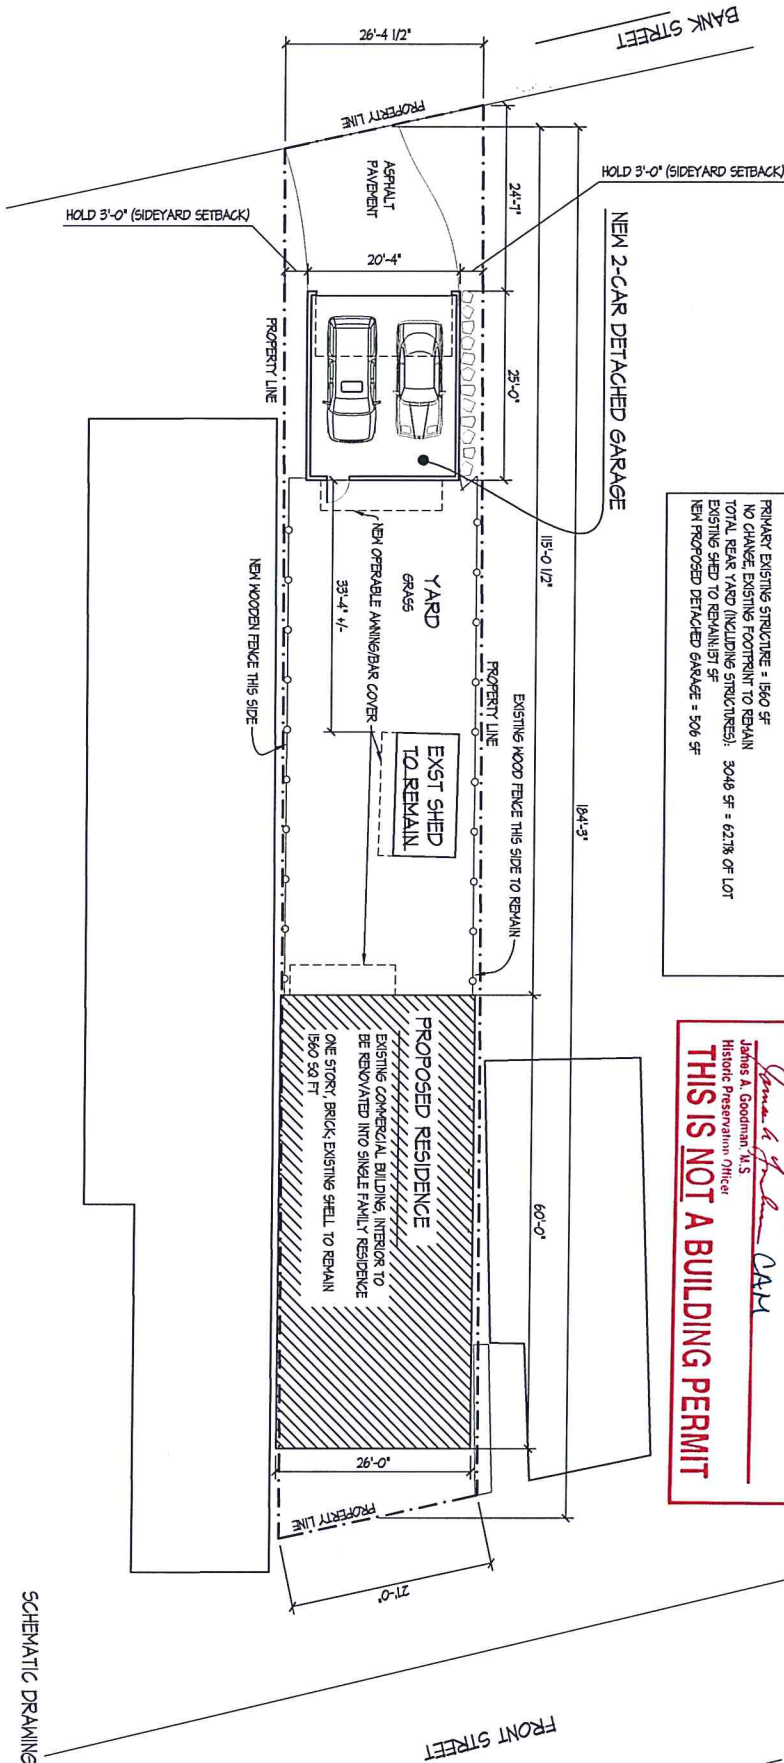 BANK STREET
26'-4 1/2"
PROPERTY LINE
ASPHALT
PAVEMENT
24'-7"
HOLD 3'-0" (SIDEYARD SETBACK)
HOLD 3'-0" (SIDEYARD SETBACK)
20'-4"
NEW 2-CAR DETACHED GARAGE
PROPERTY LINE
25'-0"
PRIMARY EXISTING STRUCTURE = 1560 SF
NO CHANGE, EXISTING FOOTPRINT TO REMAIN
TOTAL REAR YARD (INCLUDING STRUCTURES): 3048 SF = 62.7% OF LOT
EXISTING SHED TO REMAIN:137 SF
NEW PROPOSED DETACHED GARAGE = 506 SF
115'-0 1/2"
NEW OPERABLE AWNING/BAR COVER
YARD
GRASS
33'-4" +/-
NEW WOODEN FENCE THIS SIDE
PROPERTY LINE
EXISTING WOOD FENCE THIS SIDE TO REMAIN
EXST SHED
TO REMAIN
184'-3"
James A. Goodman CAM
James A. Goodman, M.S.
Historic Preservation Officer
THIS IS NOT A BUILDING PERMIT
PROPOSED RESIDENCE
EXISTING COMMERCIAL BUILDING, INTERIOR TO
BE RENOVATED INTO SINGLE FAMILY RESIDENCE
ONE STORY, BRICK; EXISTING SHELL TO REMAIN
1560 SQ FT
60'-0"
26'-0"
PROPERTY LINE
27'-0"
FRONT STREET
SCHEMATIC DRAWING